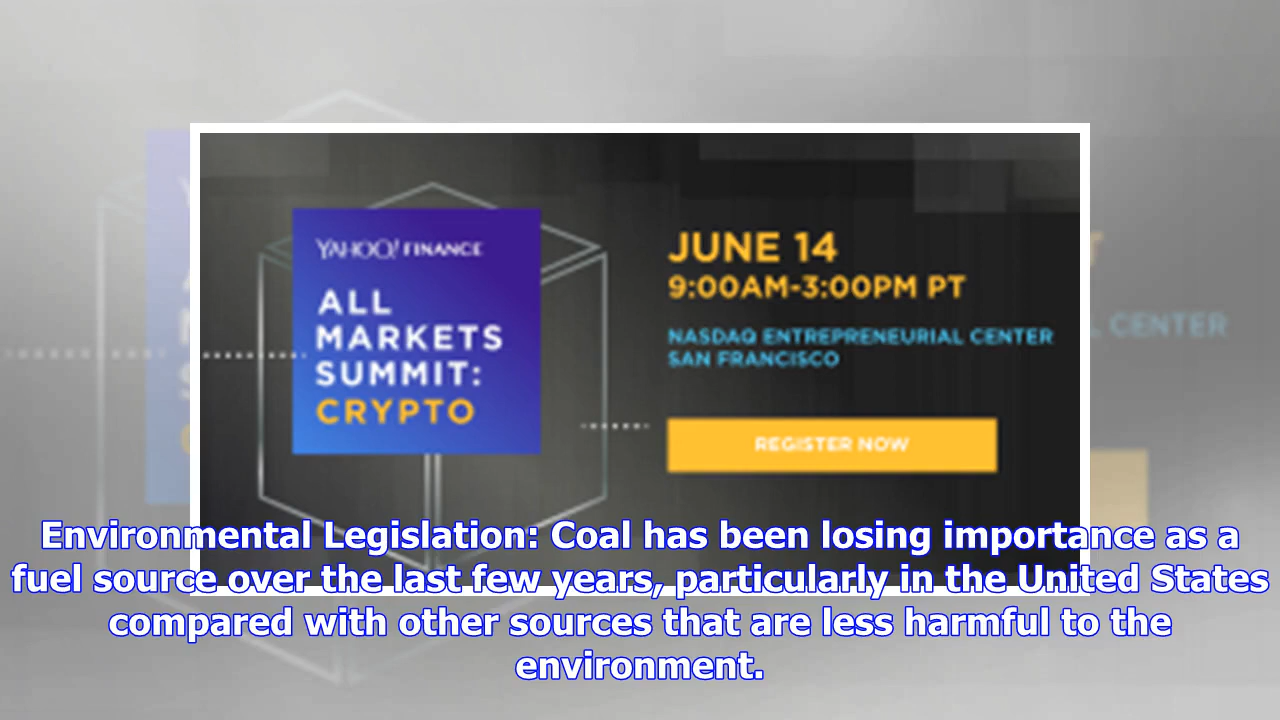 YAHOO! FINANCE
ALL
MARKETS
SUMMIT:
CRYPTO
JUNE 14
9:00AM-3:00PM PT
NASDAQ ENTREPRENEURIAL CENTER
SAN FRANCISCO
REGISTER NOW
CENTER
Environmental Legislation: Coal has been losing importance as a
fuel source over the last few years, particularly in the United States
compared with other sources that are less harmful to the
environment.